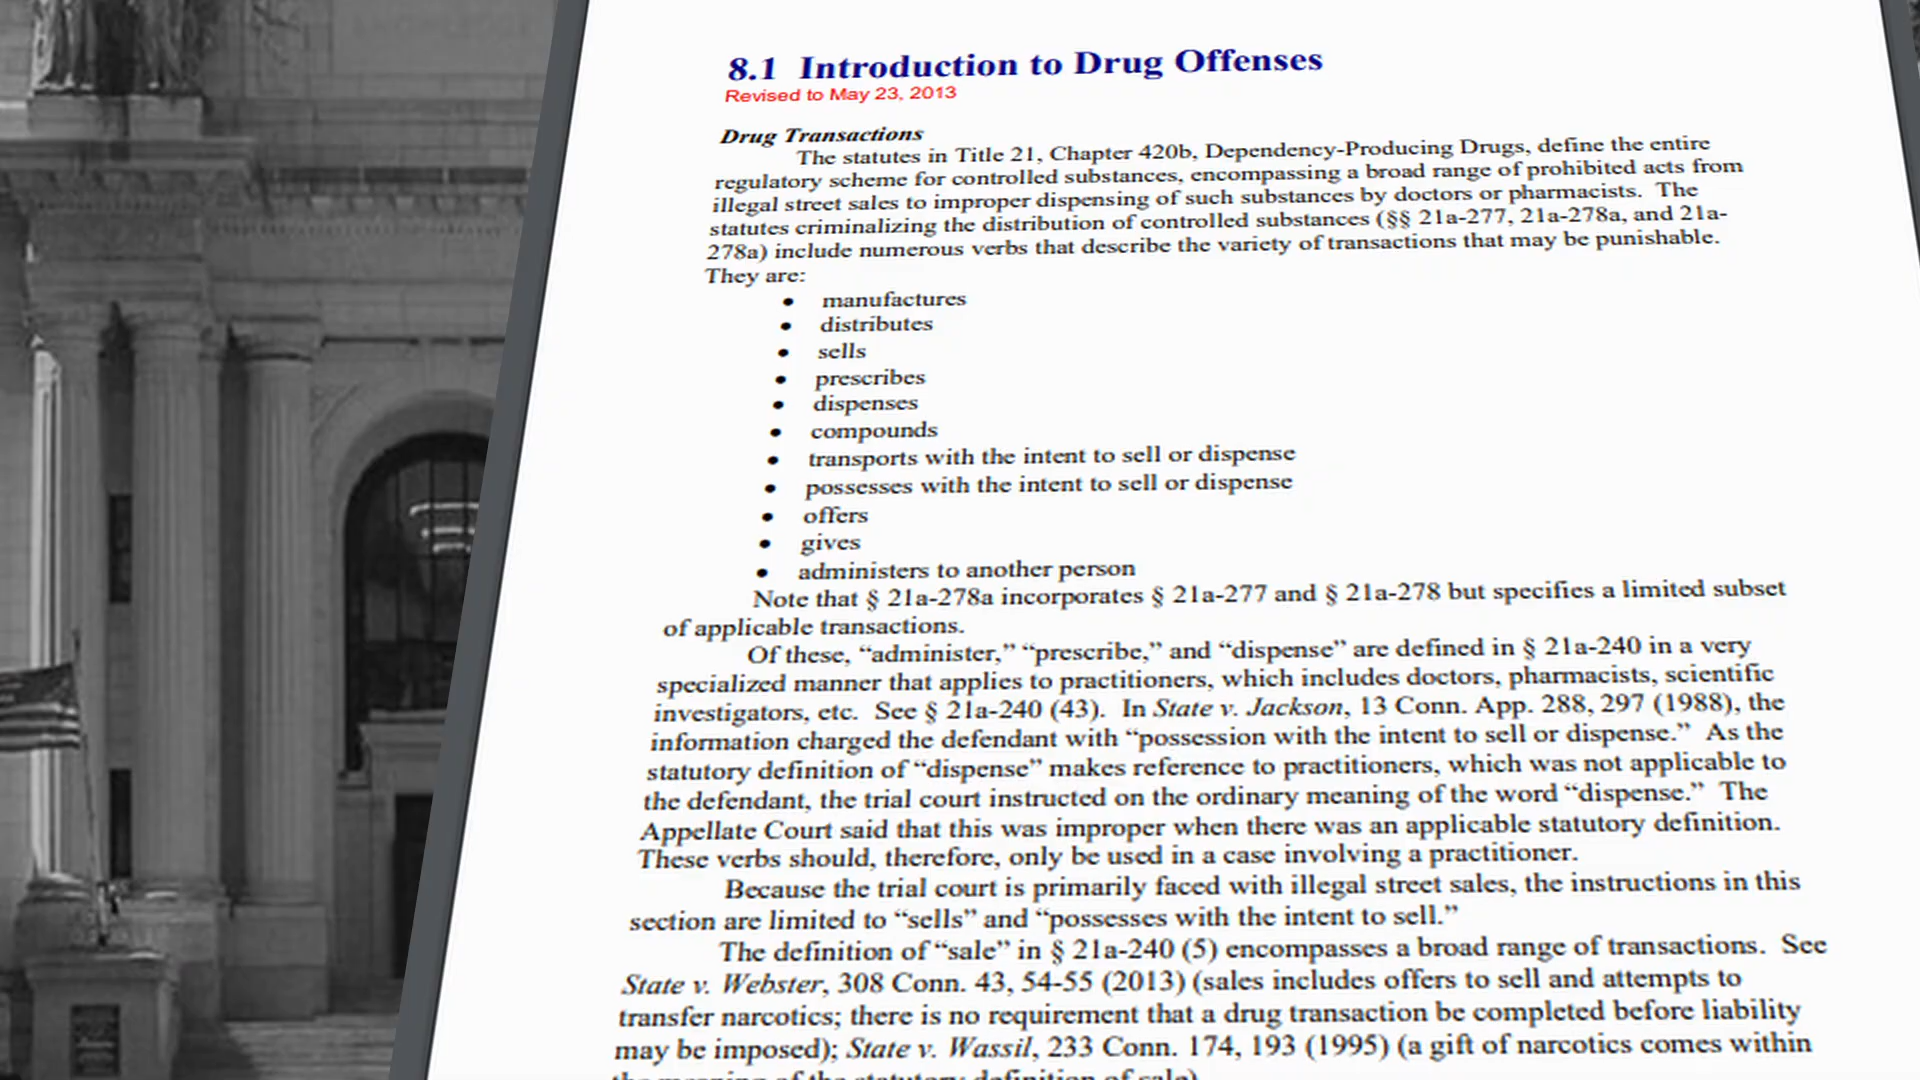 8.1 Introduction to Drug Offenses
Revised to May 23, 2013
Drug Transactions
The statutes in Title 21, Chapter 420b, Dependency-Producing Drugs, define the entire
regulatory scheme for controlled substances, encompassing a broad range of prohibited acts from
illegal street sales to improper dispensing of such substances by doctors or pharmacists. The
statutes criminalizing the distribution of controlled substances (§§ 21a-277, 21a-278a, and 21a-
278a) include numerous verbs that describe the variety of transactions that may be punishable.
They are:
• manufactures
• distributes
• sells
• prescribes
• dispenses
• compounds
• transports with the intent to sell or dispense
• possesses with the intent to sell or dispense
• offers
• gives
• administers to another person
Note that § 21a-278a incorporates § 21a-277 and § 21a-278 but specifies a limited subset
of applicable transactions.
Of these, “administer,” “prescribe,” and “dispense” are defined in § 21a-240 in a very
specialized manner that applies to practitioners, which includes doctors, pharmacists, scientific
investigators, etc. See § 21a-240 (43). In State v. Jackson, 13 Conn. App. 288, 297 (1988), the
information charged the defendant with “possession with the intent to sell or dispense.” As the
statutory definition of “dispense” makes reference to practitioners, which was not applicable to
the defendant, the trial court instructed on the ordinary meaning of the word “dispense.” The
Appellate Court said that this was improper when there was an applicable statutory definition.
These verbs should, therefore, only be used in a case involving a practitioner.
Because the trial court is primarily faced with illegal street sales, the instructions in this
section are limited to “sells” and “possesses with the intent to sell.”
The definition of “sale” in § 21a-240 (5) encompasses a broad range of transactions. See
State v. Webster, 308 Conn. 43, 54-55 (2013) (sales includes offers to sell and attempts to
transfer narcotics; there is no requirement that a drug transaction be completed before liability
may be imposed); State v. Wassil, 233 Conn. 174, 193 (1995) (a gift of narcotics comes within
the meaning of the statutory definition of sale)